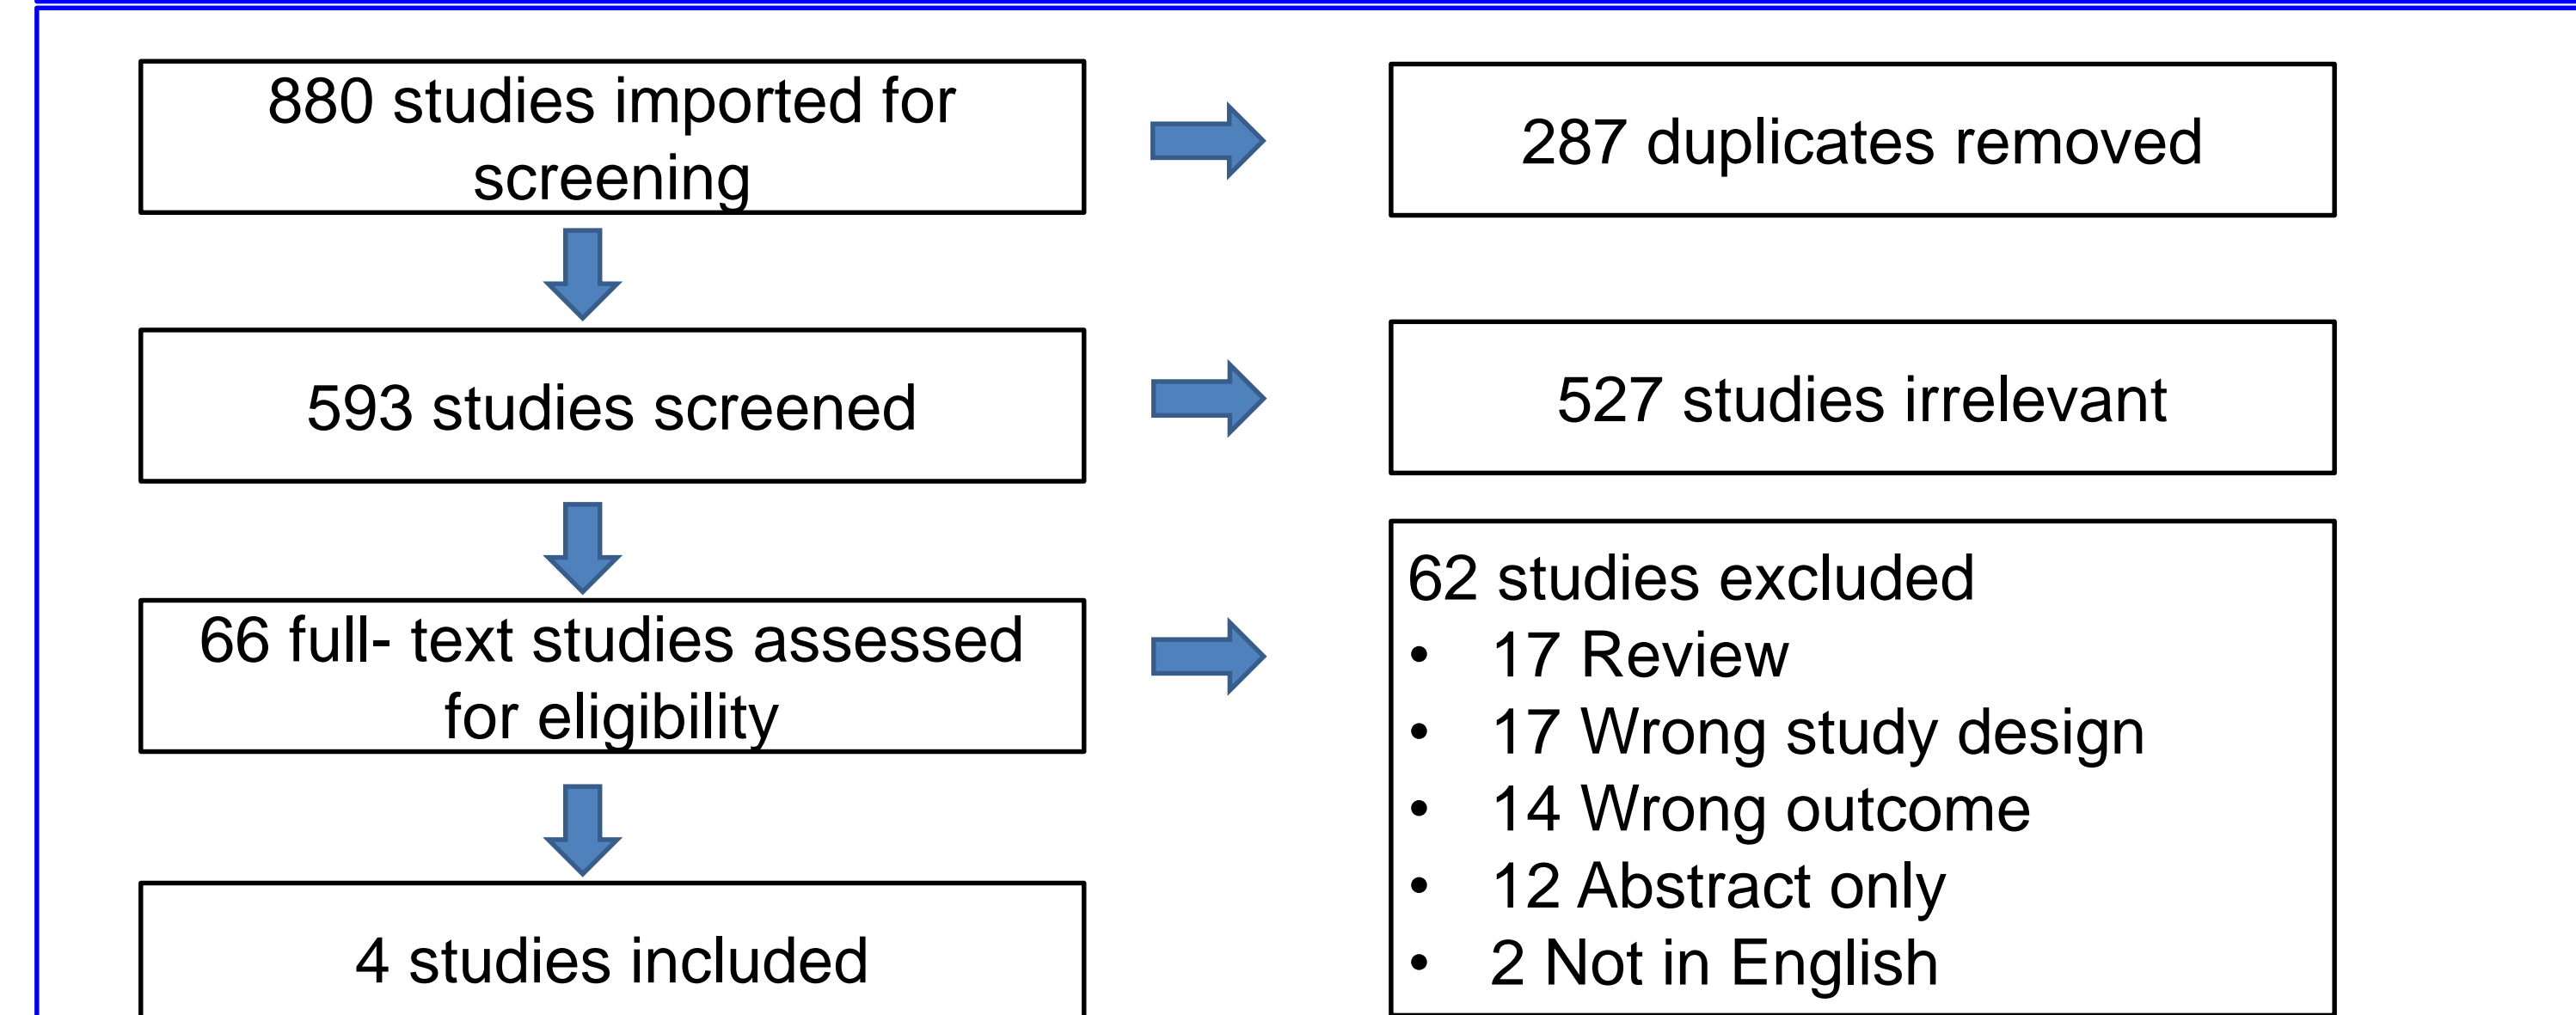 880 studies imported for
screening
287 duplicates removed
593 studies screened
527 studies irrelevant
66 full- text studies assessed
for eligibility
62 studies excluded
• 17 Review
• 17 Wrong study design
• 14 Wrong outcome
• 12 Abstract only
• 2 Not in English
4 studies included